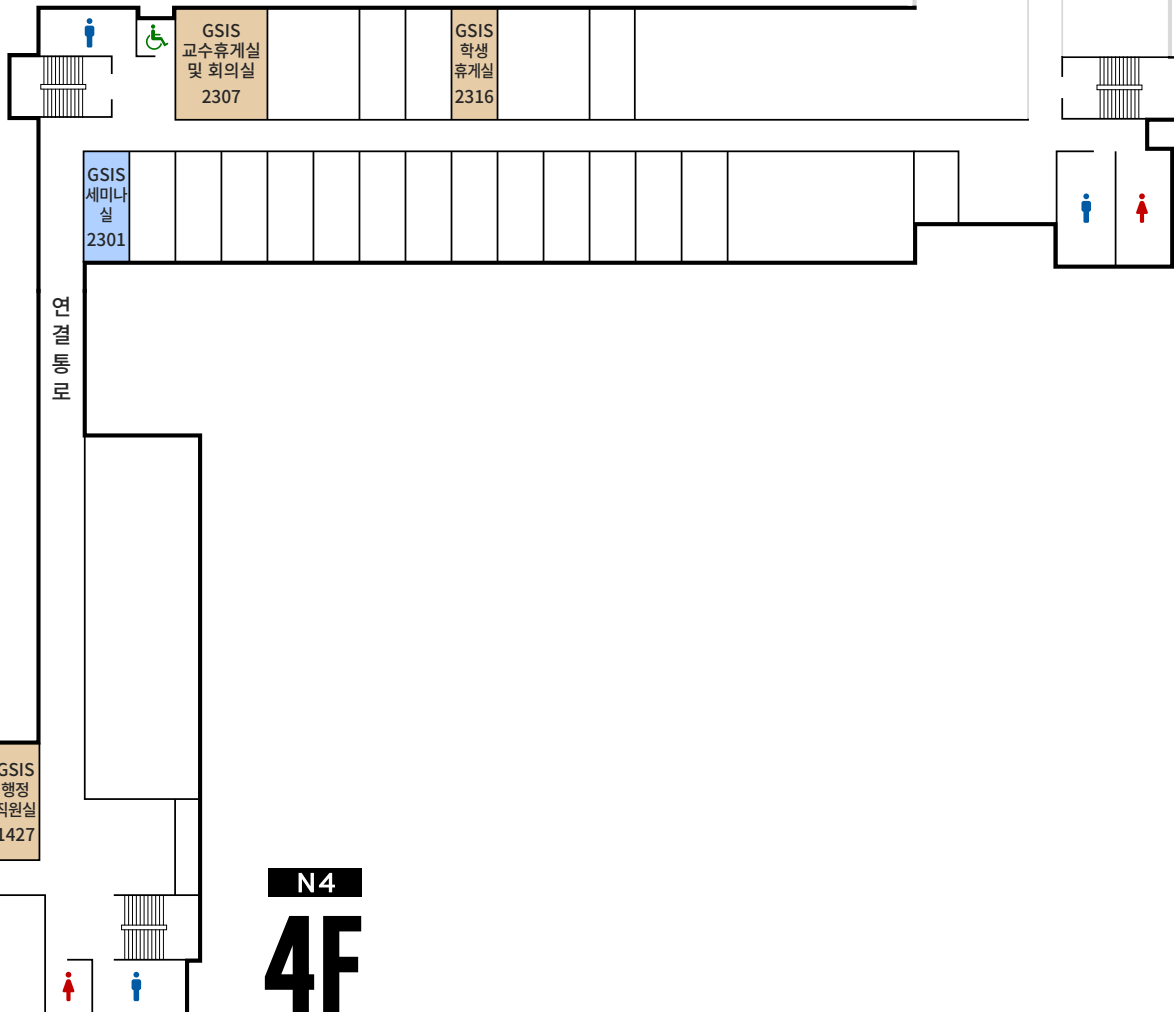 GSIS
교수휴게실
및 회의실
2307
GSIS
학생
휴게실
2316
GSIS
세미나
실
2301
연
결
통
로
GSIS
행정
직원실
1427
N4
4F